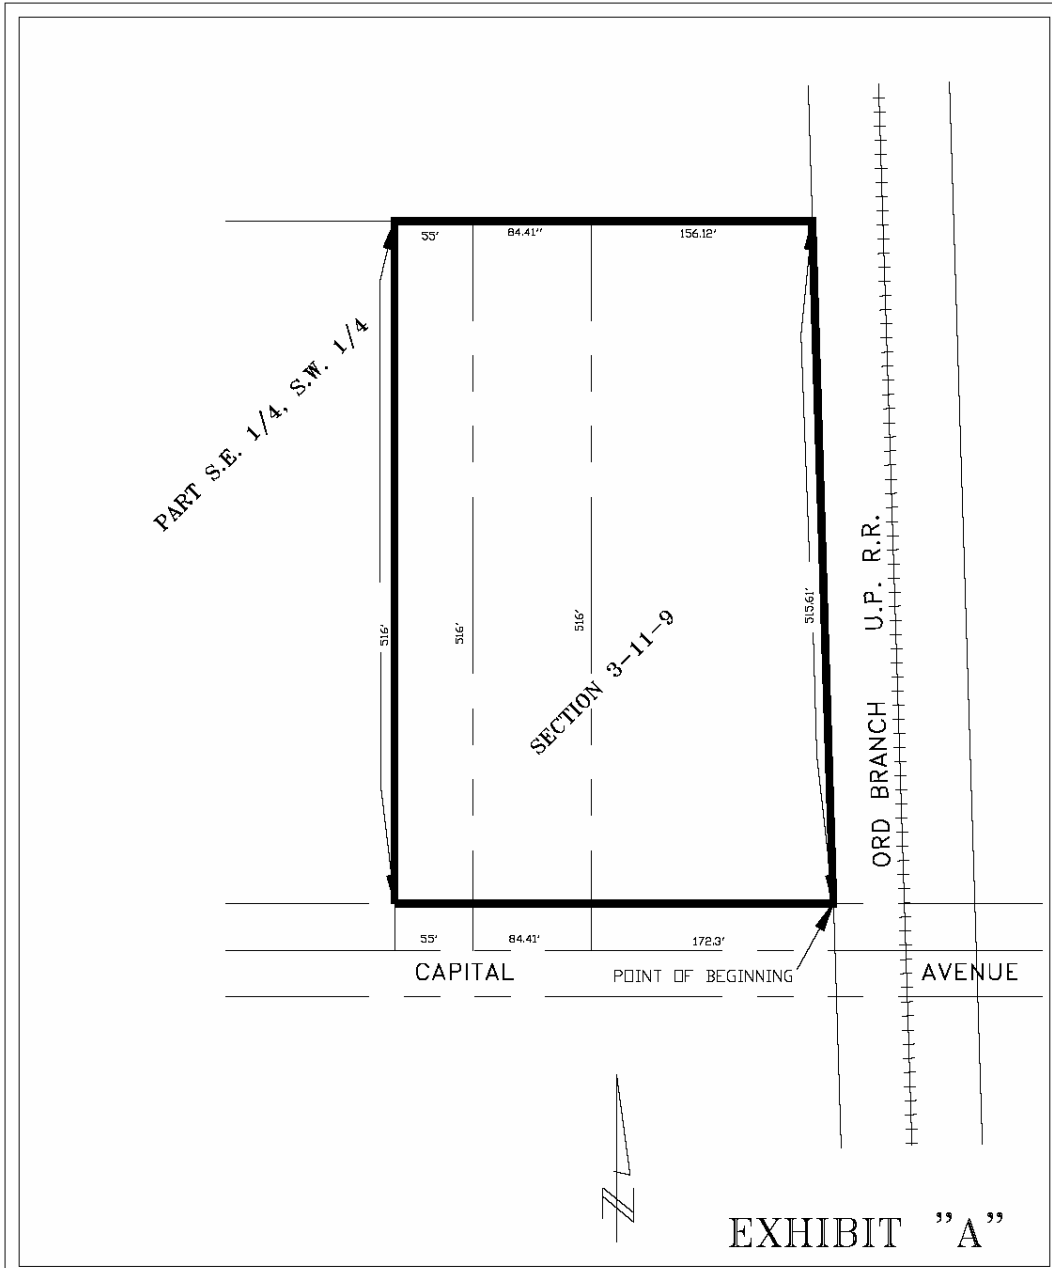 55'
84.41''
156.12'
PART S.E. 1/4, S.W. 1/4
516'
516'
516'
515.61'
SECTION 3-11-9
ORD BRANCH U.P. R.R.
55'
84.41'
172.3'
CAPITAL AVENUE
POINT OF BEGINNING
N
EXHIBIT "A"